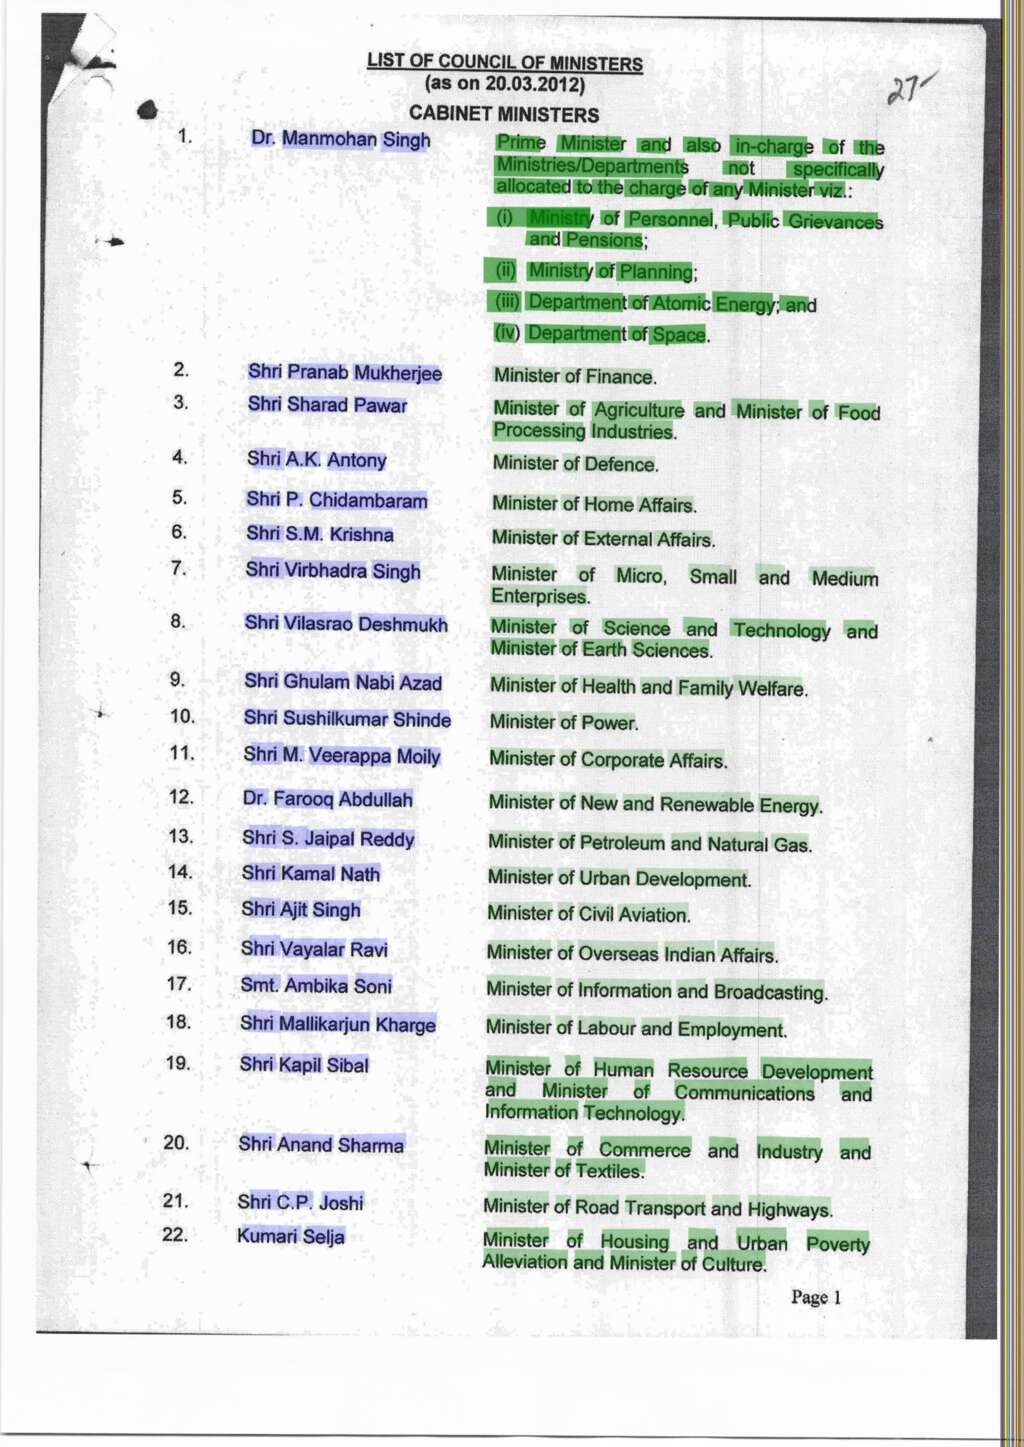 LIST OF COUNCIL OF MINISTERS
(as on 20.03.2012)
27-
CABINET MINISTERS
1. Dr. Manmohan Singh Prime Minister and also in-charge of the
Ministries/Departments not specifically
allocated to the charge of any Minister viz.:
(i) Ministry of Personnel, Public Grievances
and Pensions;
(ii) Ministry of Planning;
(iii) Department of Atomic Energy; and
(iv) Department of Space.
2. Shri Pranab Mukherjee Minister of Finance.
3. Shri Sharad Pawar Minister of Agriculture and Minister of Food
Processing Industries.
4. Shri A.K. Antony Minister of Defence.
5. Shri P. Chidambaram Minister of Home Affairs.
6. Shri S.M. Krishna Minister of External Affairs.
7. Shri Virbhadra Singh Minister of Micro, Small and Medium
Enterprises.
8. Shri Vilasrao Deshmukh Minister of Science and Technology and
Minister of Earth Sciences.
9. Shri Ghulam Nabi Azad Minister of Health and Family Welfare.
10. Shri Sushilkumar Shinde Minister of Power.
11. Shri M. Veerappa Moily Minister of Corporate Affairs.
12. Dr. Farooq Abdullah Minister of New and Renewable Energy.
13. Shri S. Jaipal Reddy Minister of Petroleum and Natural Gas.
14. Shri Kamal Nath Minister of Urban Development.
15. Shri Ajit Singh Minister of Civil Aviation.
16. Shri Vayalar Ravi Minister of Overseas Indian Affairs.
17. Smt. Ambika Soni Minister of Information and Broadcasting.
18. Shri Mallikarjun Kharge Minister of Labour and Employment.
19. Shri Kapil Sibal Minister of Human Resource Development
and Minister of Communications and
Information Technology.
20. Shri Anand Sharma Minister of Commerce and Industry and
Minister of Textiles.
21. Shri C.P. Joshi Minister of Road Transport and Highways.
22. Kumari Selja Minister of Housing and Urban Poverty
Alleviation and Minister of Culture.
Page 1